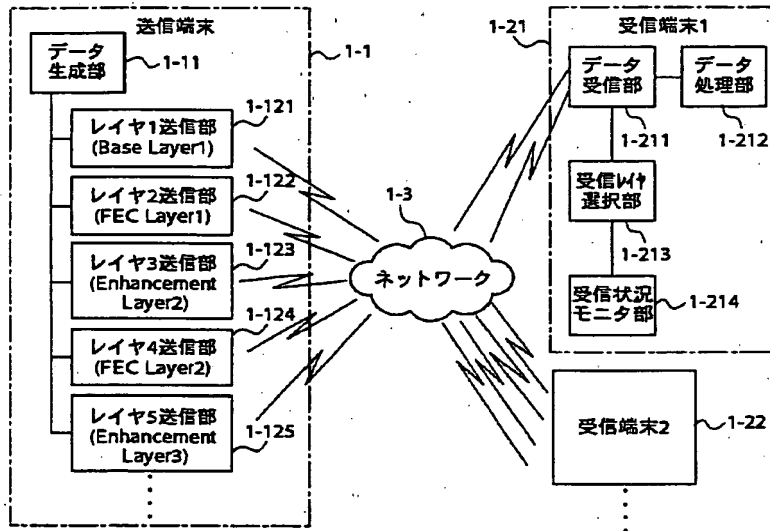 送信端末
データ
生成部
1-11
1-1
レイヤ1送信部
(Base Layer1)
1-121
レイヤ2送信部
(FEC Layer1)
1-122
レイヤ3送信部
(Enhancement
Layer2)
1-123
レイヤ4送信部
(FEC Layer2)
1-124
レイヤ5送信部
(Enhancement
Layer3)
1-125
1-3
ネットワーク
1-21
受信端末1
データ
受信部
1-211
データ
処理部
1-212
受信レイヤ
選択部
1-213
受信状況
モニタ部
1-214
受信端末2
1-22